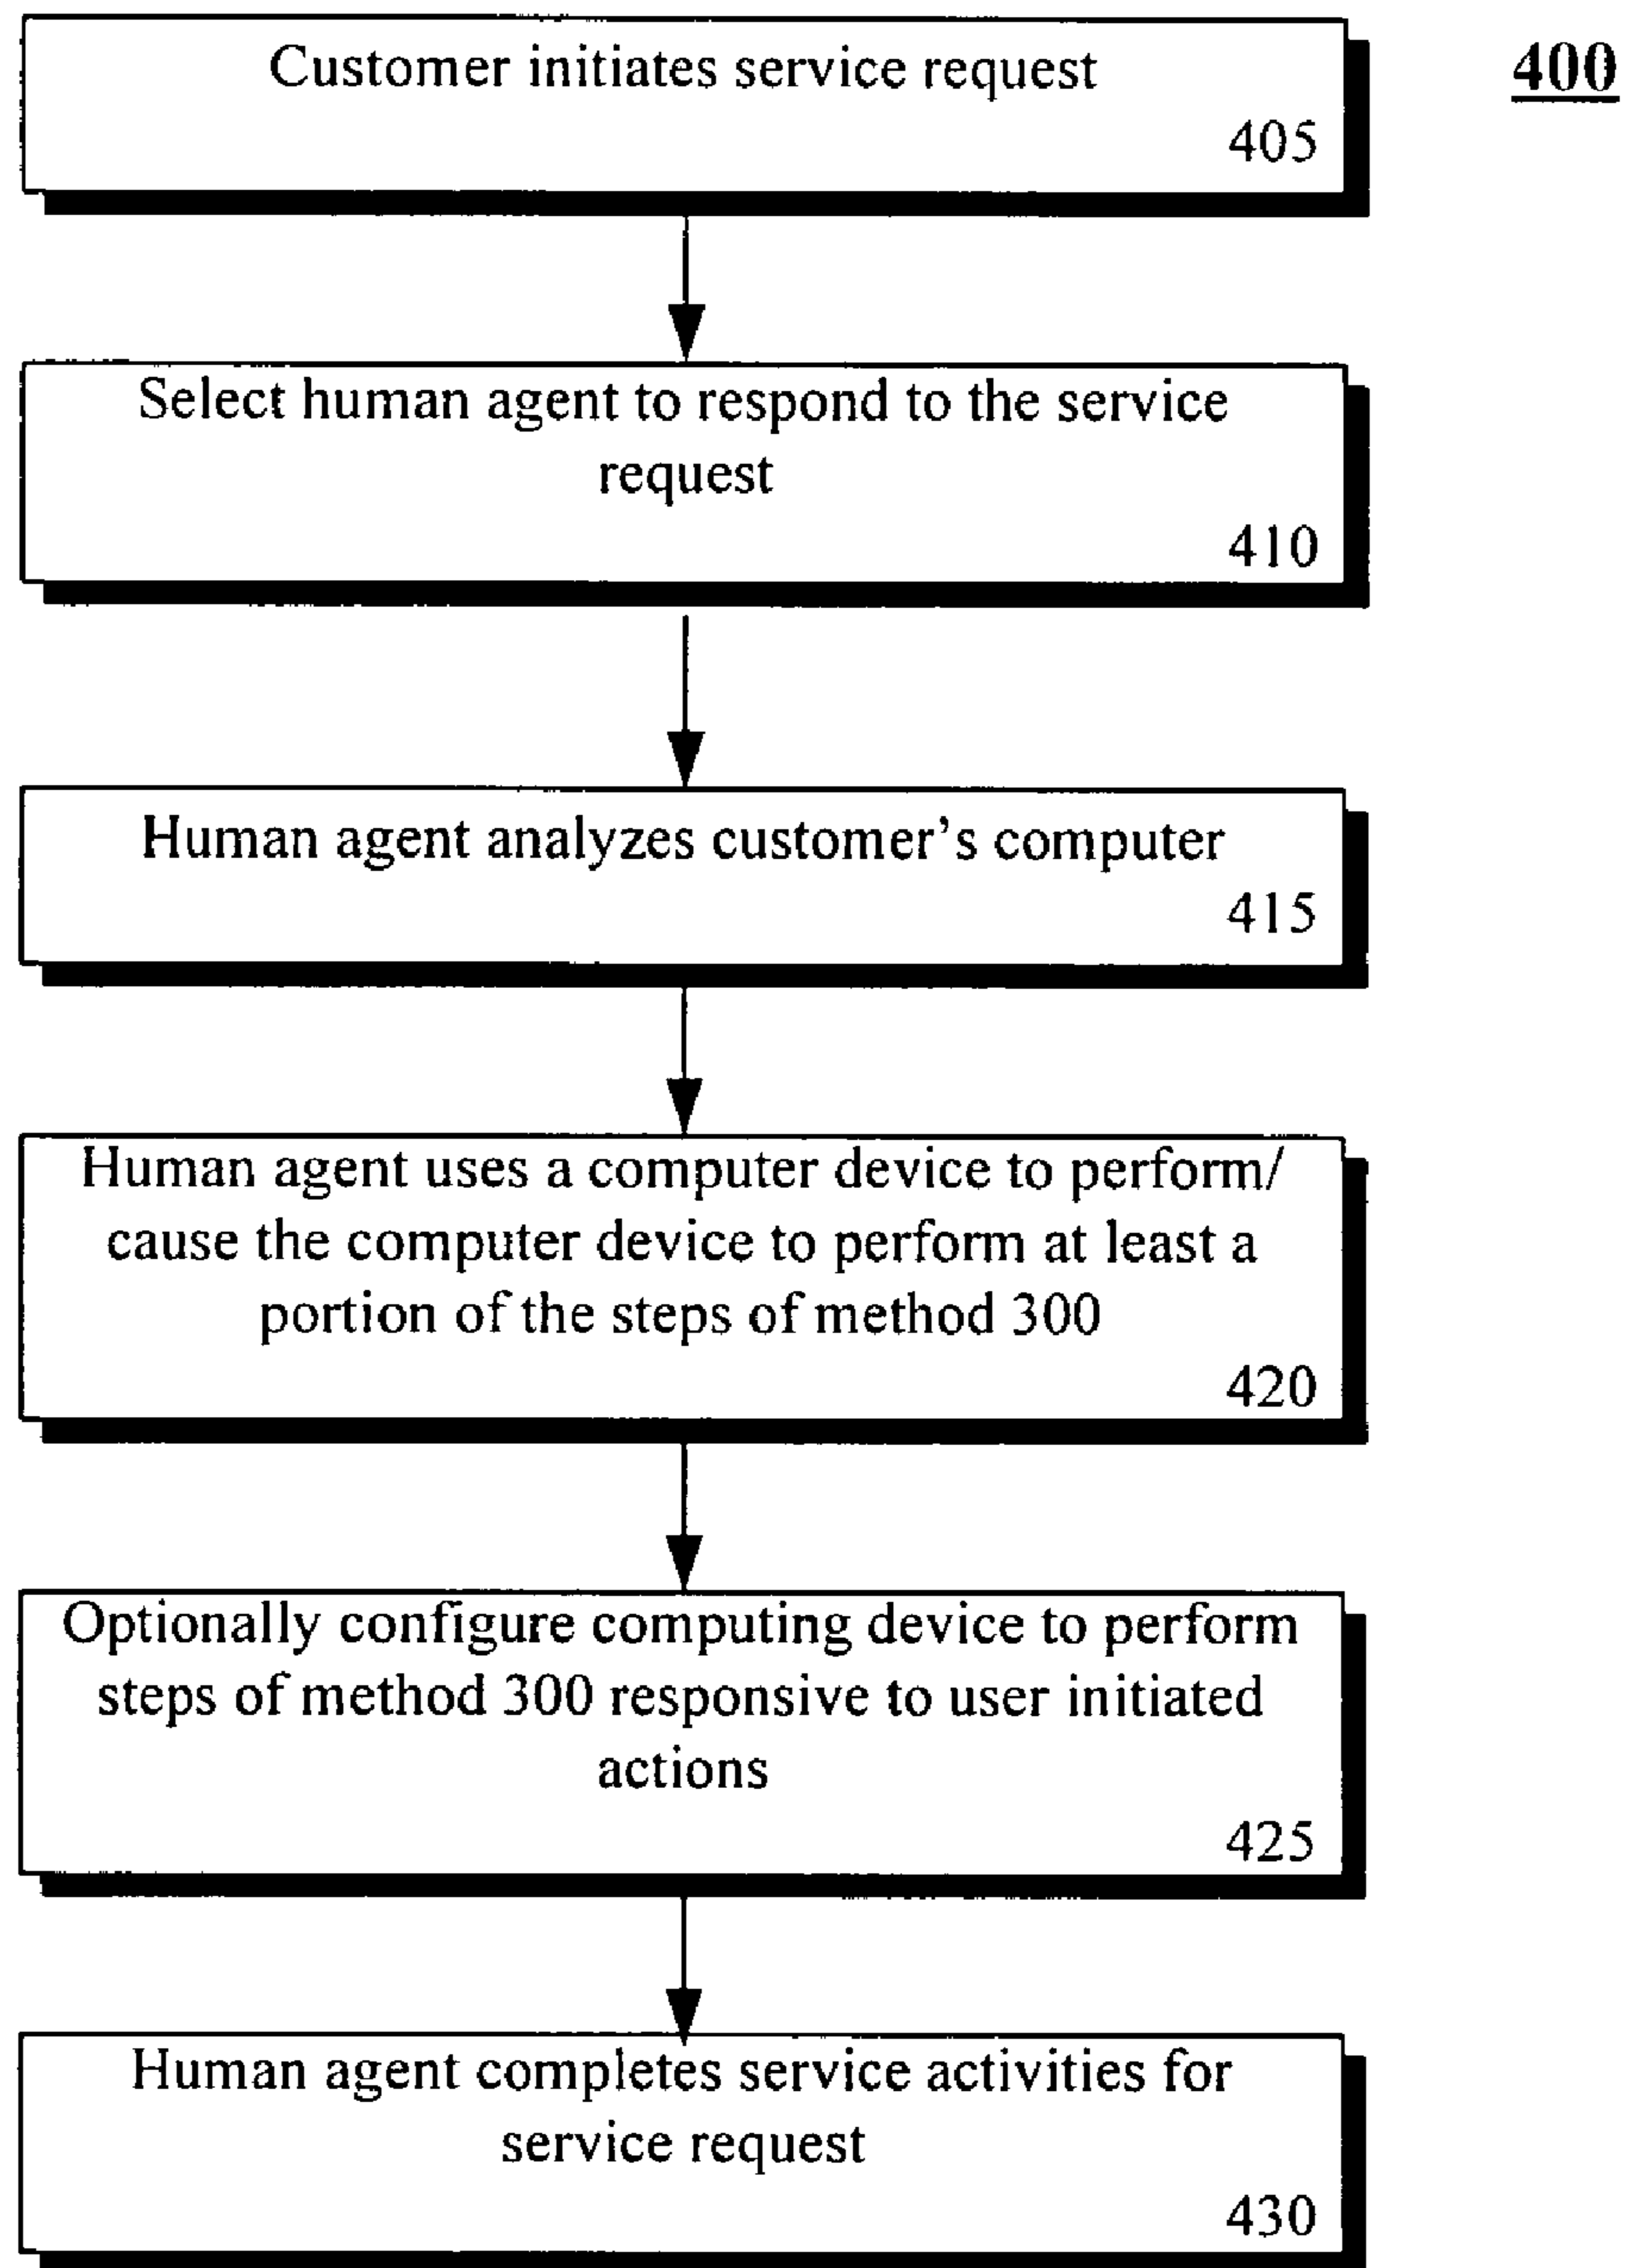 Customer initiates service request
400
405
Select human agent to respond to the service
request
410
Human agent analyzes customer's computer
415
Human agent uses a computer device to perform/
cause the computer device to perform at least a
portion of the steps of method 300
420
Optionally configure computing device to perform
steps of method 300 responsive to user initiated
actions
425
Human agent completes service activities for
service request
430